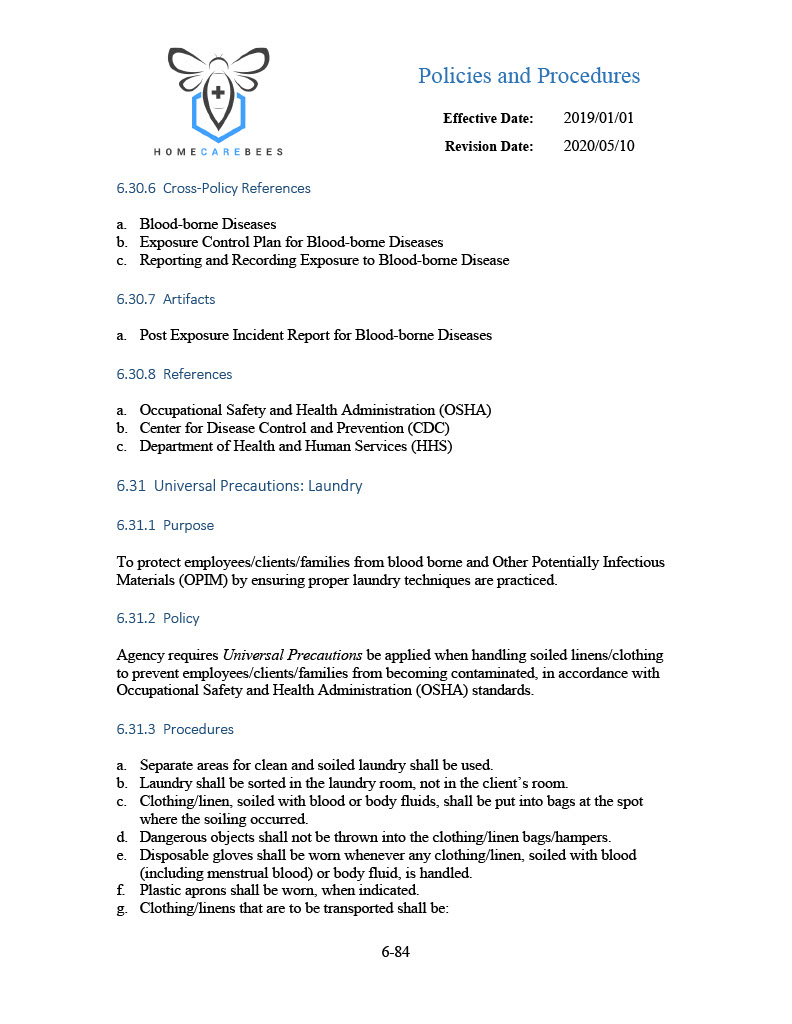 HOMECAREBEES
Policies and Procedures
Effective Date: 2019/01/01
Revision Date: 2020/05/10
6.30.6 Cross-Policy References
a. Blood-borne Diseases
b. Exposure Control Plan for Blood-borne Diseases
c. Reporting and Recording Exposure to Blood-borne Disease
6.30.7 Artifacts
a. Post Exposure Incident Report for Blood-borne Diseases
6.30.8 References
a. Occupational Safety and Health Administration (OSHA)
b. Center for Disease Control and Prevention (CDC)
c. Department of Health and Human Services (HHS)
6.31 Universal Precautions: Laundry
6.31.1 Purpose
To protect employees/clients/families from blood borne and Other Potentially Infectious
Materials (OPIM) by ensuring proper laundry techniques are practiced.
6.31.2 Policy
Agency requires Universal Precautions be applied when handling soiled linens/clothing
to prevent employees/clients/families from becoming contaminated, in accordance with
Occupational Safety and Health Administration (OSHA) standards.
6.31.3 Procedures
a. Separate areas for clean and soiled laundry shall be used.
b. Laundry shall be sorted in the laundry room, not in the client's room.
c. Clothing/linen, soiled with blood or body fluids, shall be put into bags at the spot
where the soiling occurred.
d. Dangerous objects shall not be thrown into the clothing/linen bags/hampers.
e. Disposable gloves shall be worn whenever any clothing/linen, soiled with blood
(including menstrual blood) or body fluid, is handled.
f. Plastic aprons shall be worn, when indicated.
g. Clothing/linens that are to be transported shall be:
6-84